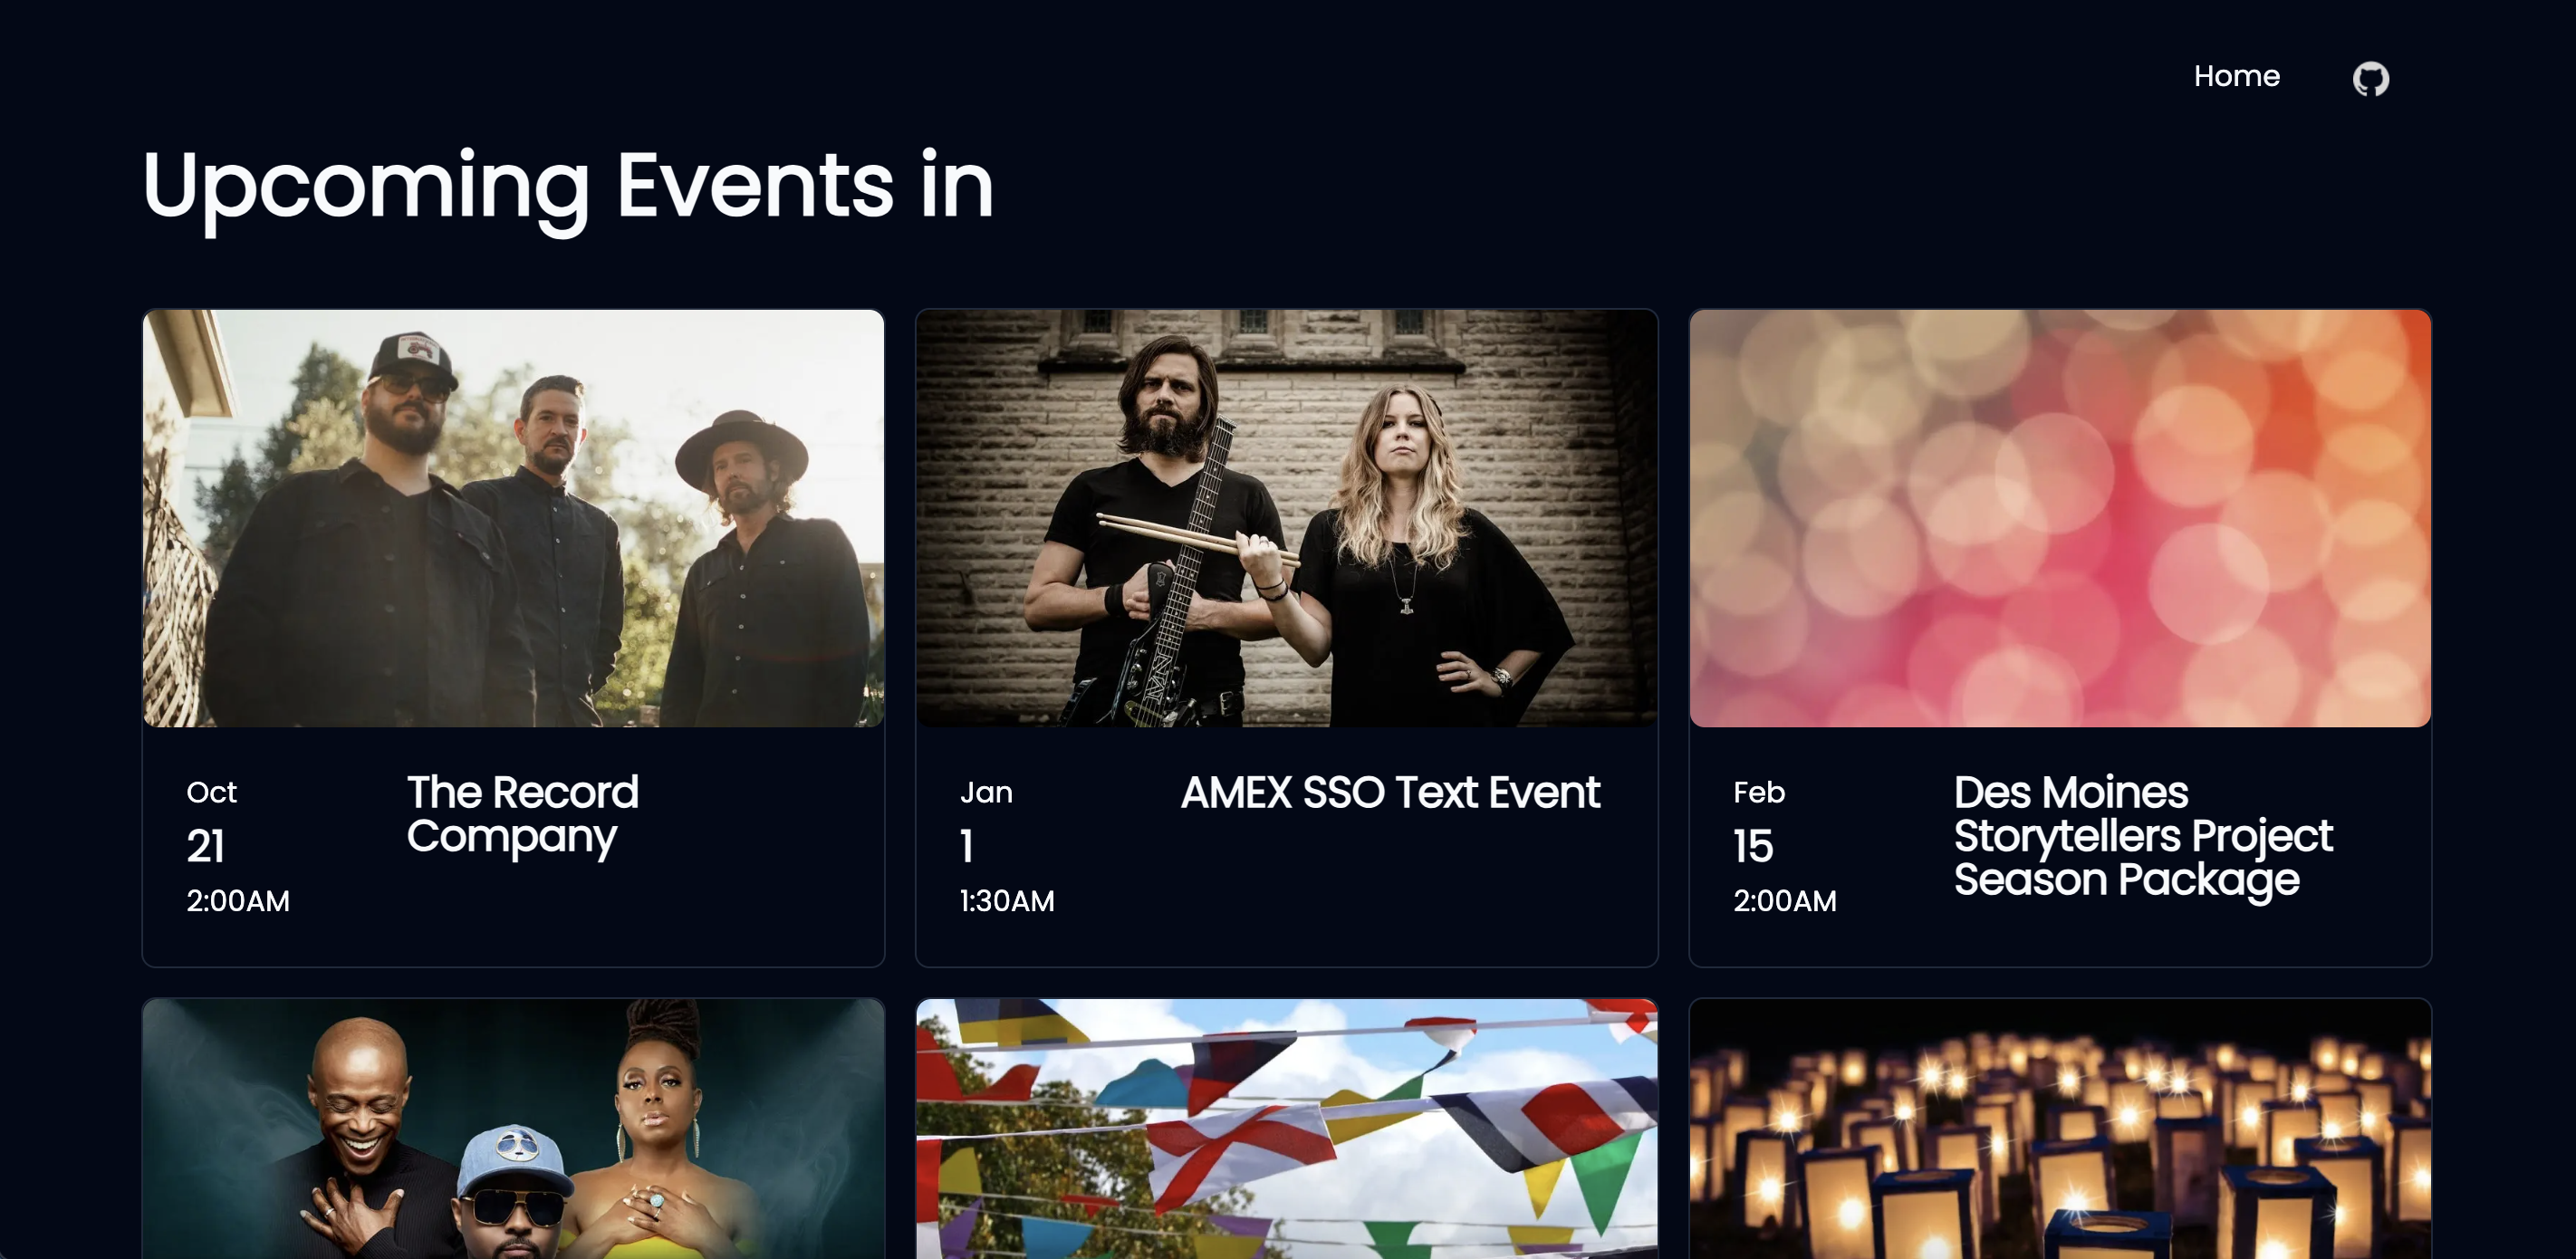 Home
Upcoming Events in
Oct
21
2:00AM
The Record
Company
Jan
1
1:30AM
AMEX SSO Text Event
Feb
15
2:00AM
Des Moines
Storytellers Project
Season Package